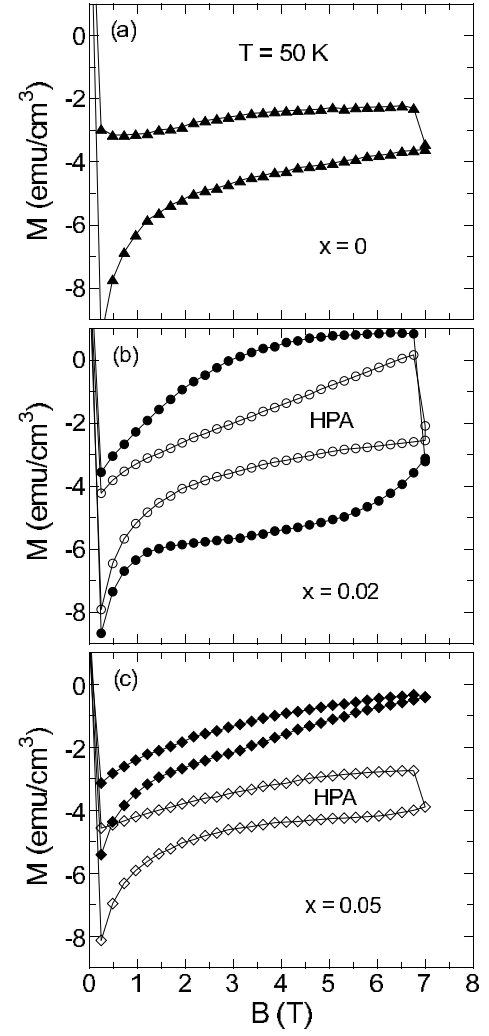 (a)
T = 50 K
x = 0
0
-2
-4
-6
-8
M (emu/cm³)
(b)
HPA
x = 0.02
0
-2
-4
-6
-8
M (emu/cm³)
(c)
HPA
x = 0.05
0
-2
-4
-6
-8
M (emu/cm³)
0 1 2 3 4 5 6 7 8
B (T)